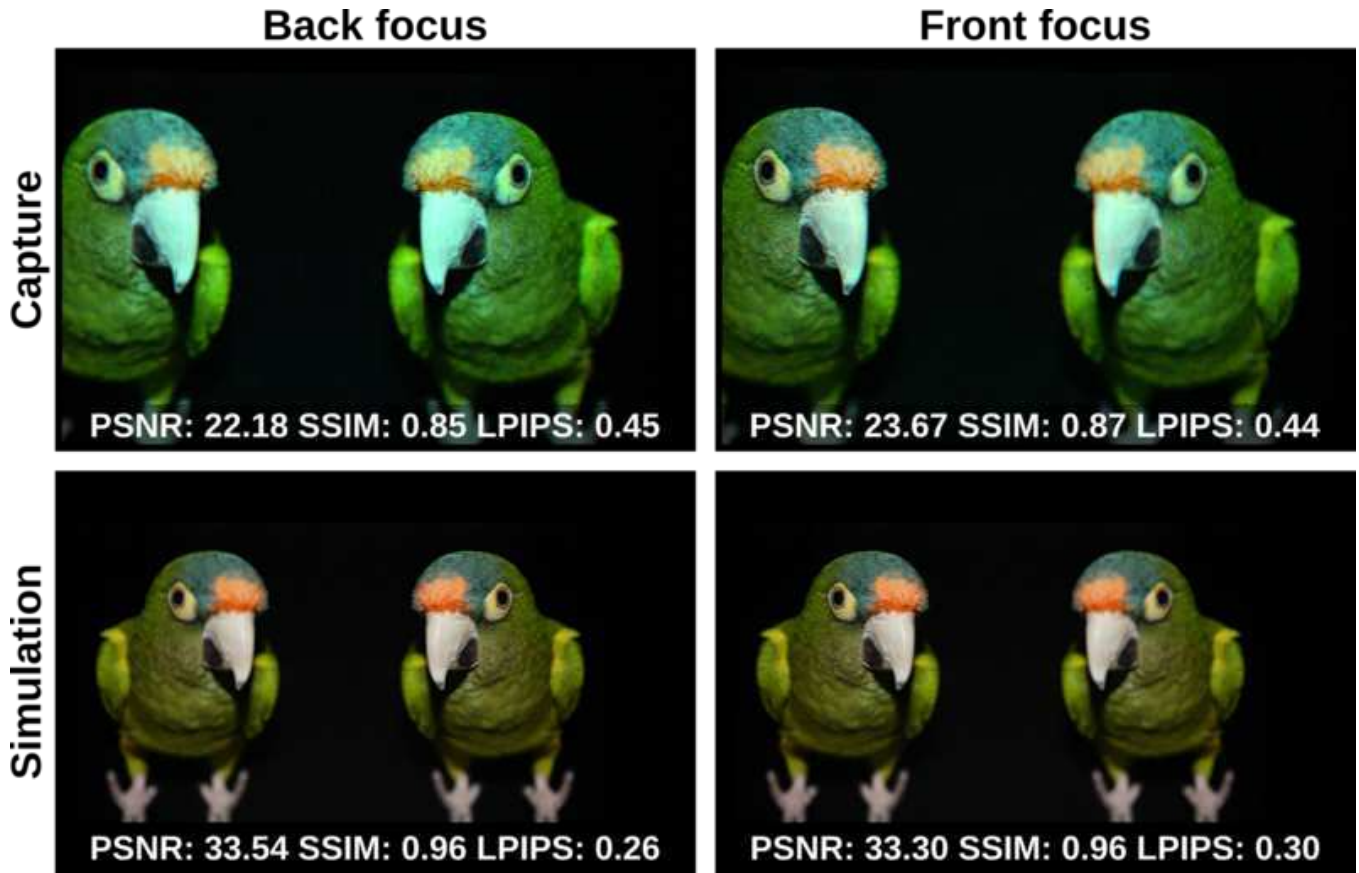 Back focus
Front focus
Capture
PSNR: 22.18 SSIM: 0.85 LPIPS: 0.45
PSNR: 23.67 SSIM: 0.87 LPIPS: 0.44
Simulation
PSNR: 33.54 SSIM: 0.96 LPIPS: 0.26
PSNR: 33.30 SSIM: 0.96 LPIPS: 0.30